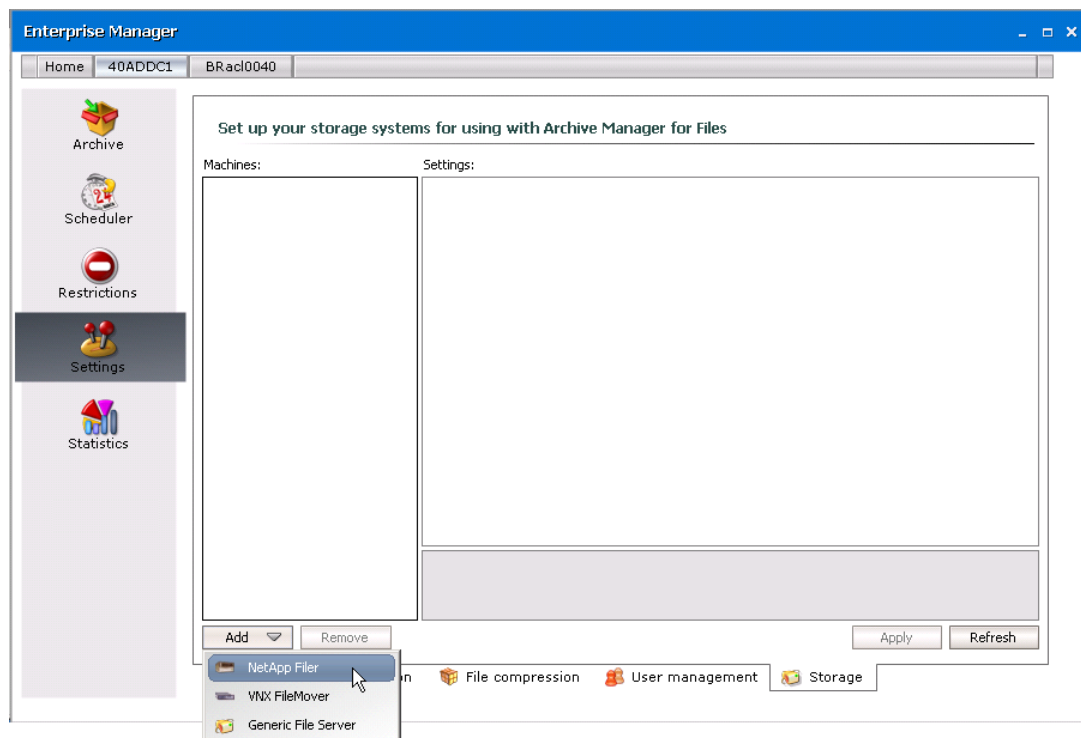 Enterprise Manager
Home 40ADDC1 BRacl0040
Archive
24
Scheduler
Restrictions
Settings
Statistics
Set up your storage systems for using with Archive Manager for Files
Machines: Settings:
Add Remove Apply Refresh
NetApp Filer
VNX FileMover
Generic File Server
File compression User management Storage